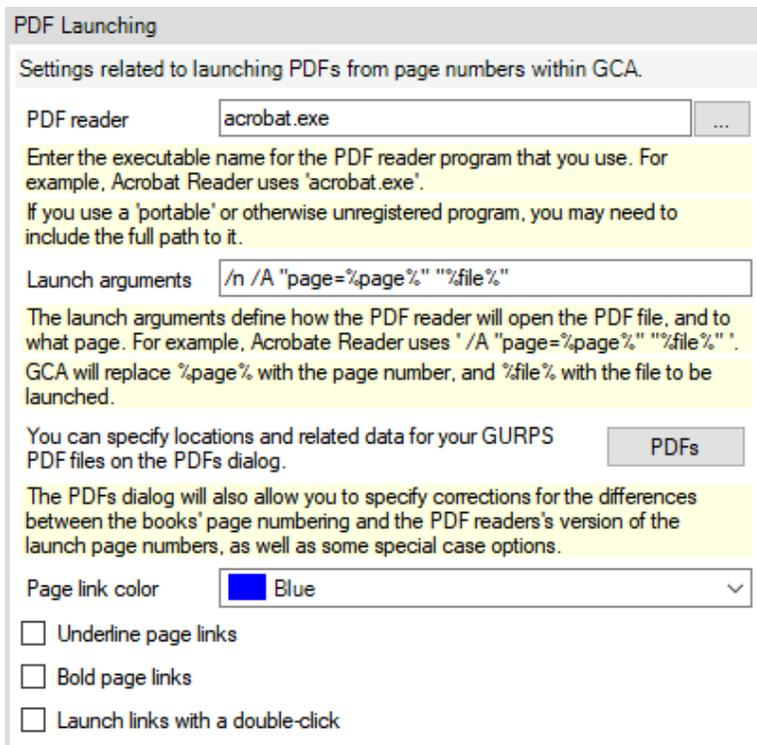 PDF Launching
Settings related to launching PDFs from page numbers within GCA.
PDF reader
acrobat.exe
...
Enter the executable name for the PDF reader program that you use. For
example, Acrobat Reader uses 'acrobat.exe'.
If you use a 'portable' or otherwise unregistered program, you may need to
include the full path to it.
Launch arguments
/n /A "page=%page%" "%file%"
The launch arguments define how the PDF reader will open the PDF file, and to
what page. For example, Acrobate Reader uses ' /A "page=%page%" "%file%" '.
GCA will replace %page% with the page number, and %file% with the file to be
launched.
You can specify locations and related data for your GURPS
PDF files on the PDFs dialog.
PDFs
The PDFs dialog will also allow you to specify corrections for the differences
between the books' page numbering and the PDF readers's version of the
launch page numbers, as well as some special case options.
Page link color
Blue
Underline page links
Bold page links
Launch links with a double-click